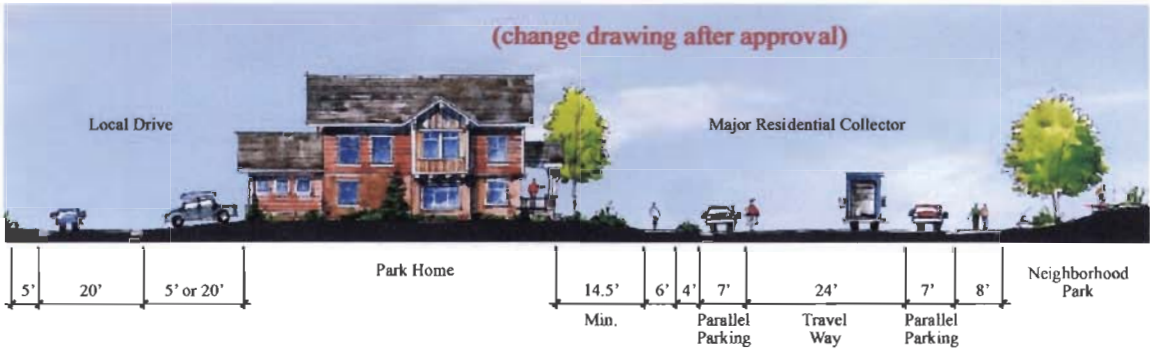 (change drawing after approval)
Local Drive
Major Residential Collector
Park Home
Neighborhood
Park
5’
20’
5’ or 20’
14.5’
6’
4’
7’
24’
7’
8’
Min.
Parallel
Parking
Travel
Way
Parallel
Parking